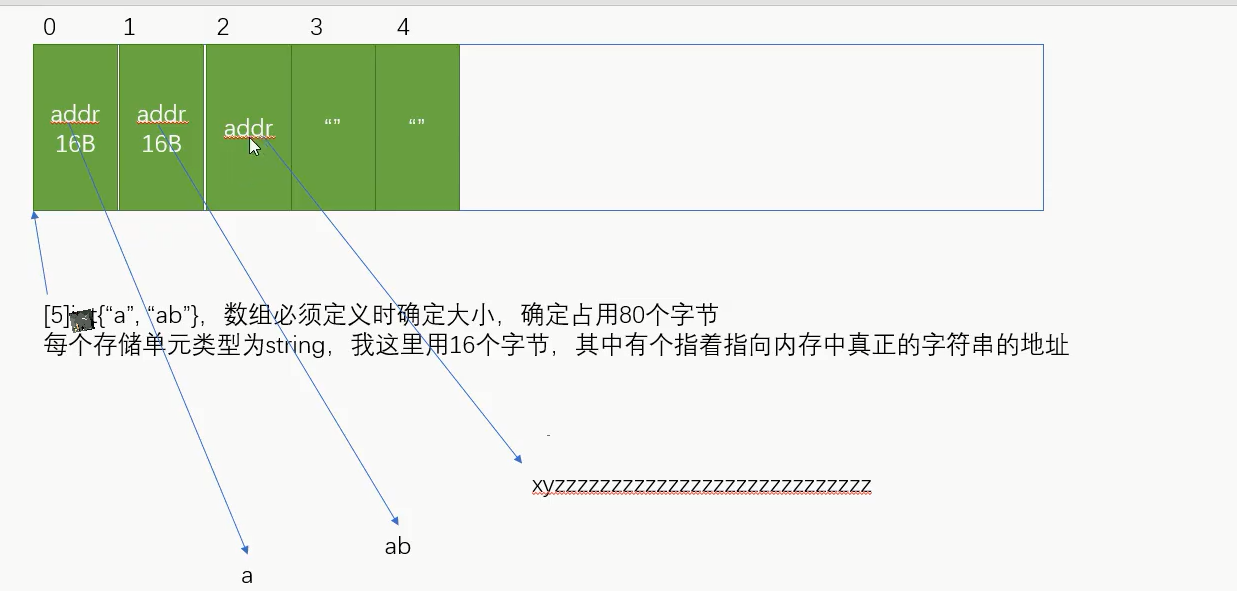 0 1 2 3 4
addr addr addr “” “”
16B 16B
[5] {“a”, “ab”}，数组必须定义时确定大小，确定占用80个字节
每个存储单元类型为string，我这里用16个字节，其中有个指着指向内存中真正的字符串的地址
xyzzzzzzzzzzzzzzzzzzzzzzzzzzzz
ab
a